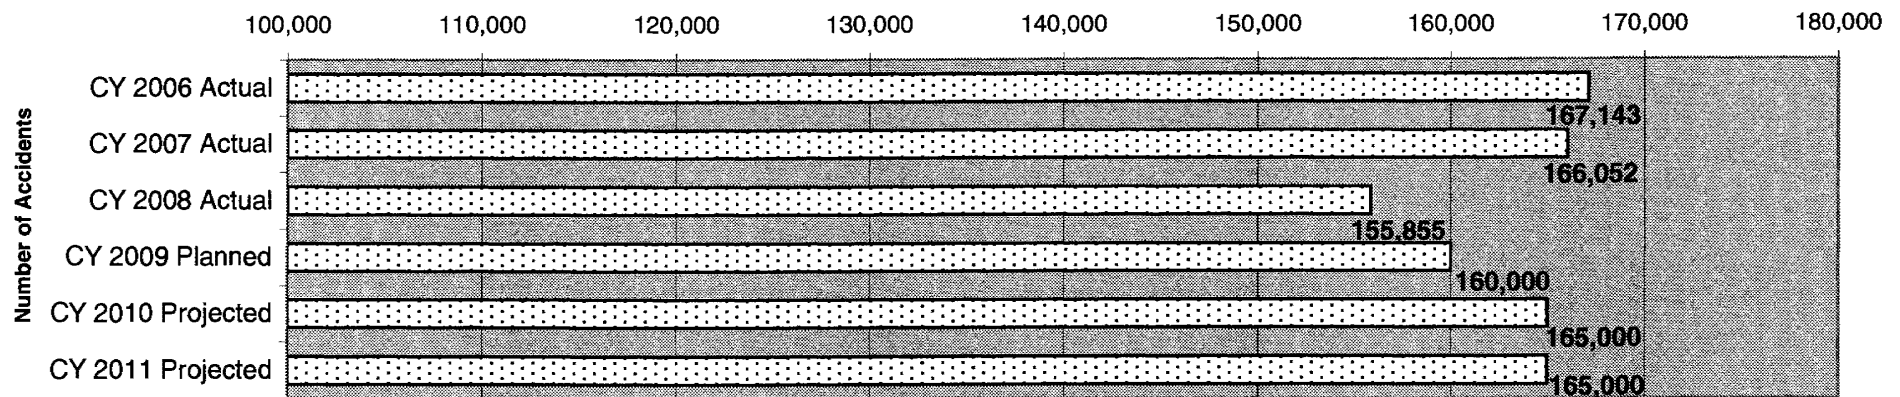 100,000 110,000 120,000 130,000 140,000 150,000 160,000 170,000 180,000
Number of Accidents
CY 2006 Actual
167,143
CY 2007 Actual
166,052
CY 2008 Actual
155,855
CY 2009 Planned
160,000
CY 2010 Projected
165,000
CY 2011 Projected
165,000